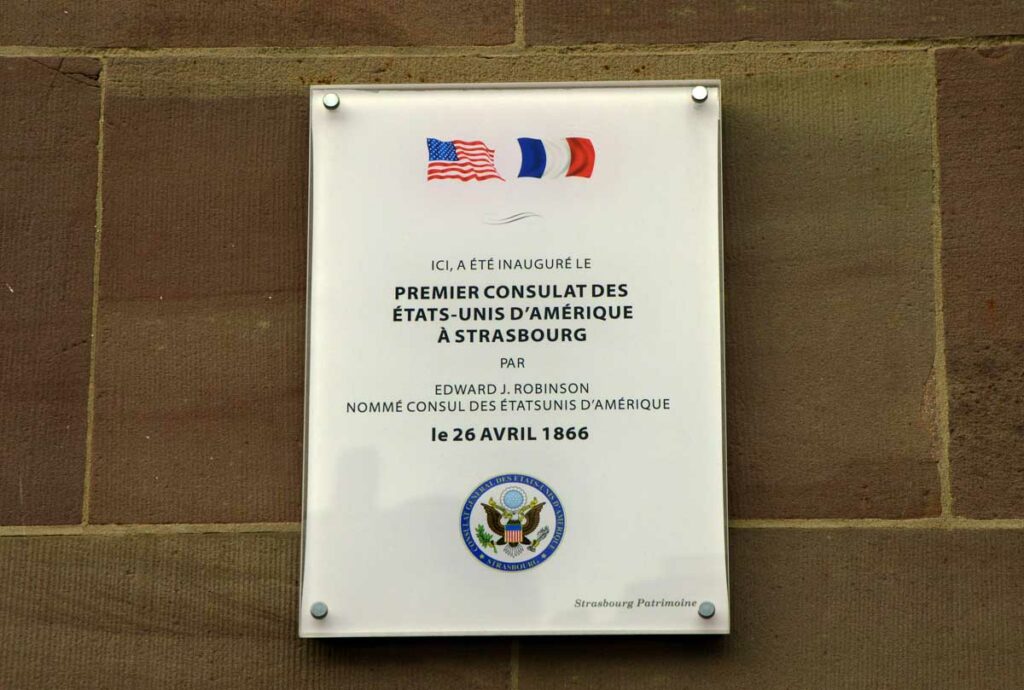 ICI, A ÉTÉ INAUGURÉ LE
PREMIER CONSULAT DES
ÉTATS-UNIS D’AMÉRIQUE
À STRASBOURG
PAR
EDWARD J. ROBINSON
NOMMÉ CONSUL DES ÉTATSUNIS D’AMÉRIQUE
le 26 AVRIL 1866
CONSULAT GENERAL DES ETATS-UNIS D'AMERIQUE
STRASBOURG
Strasbourg Patrimoine